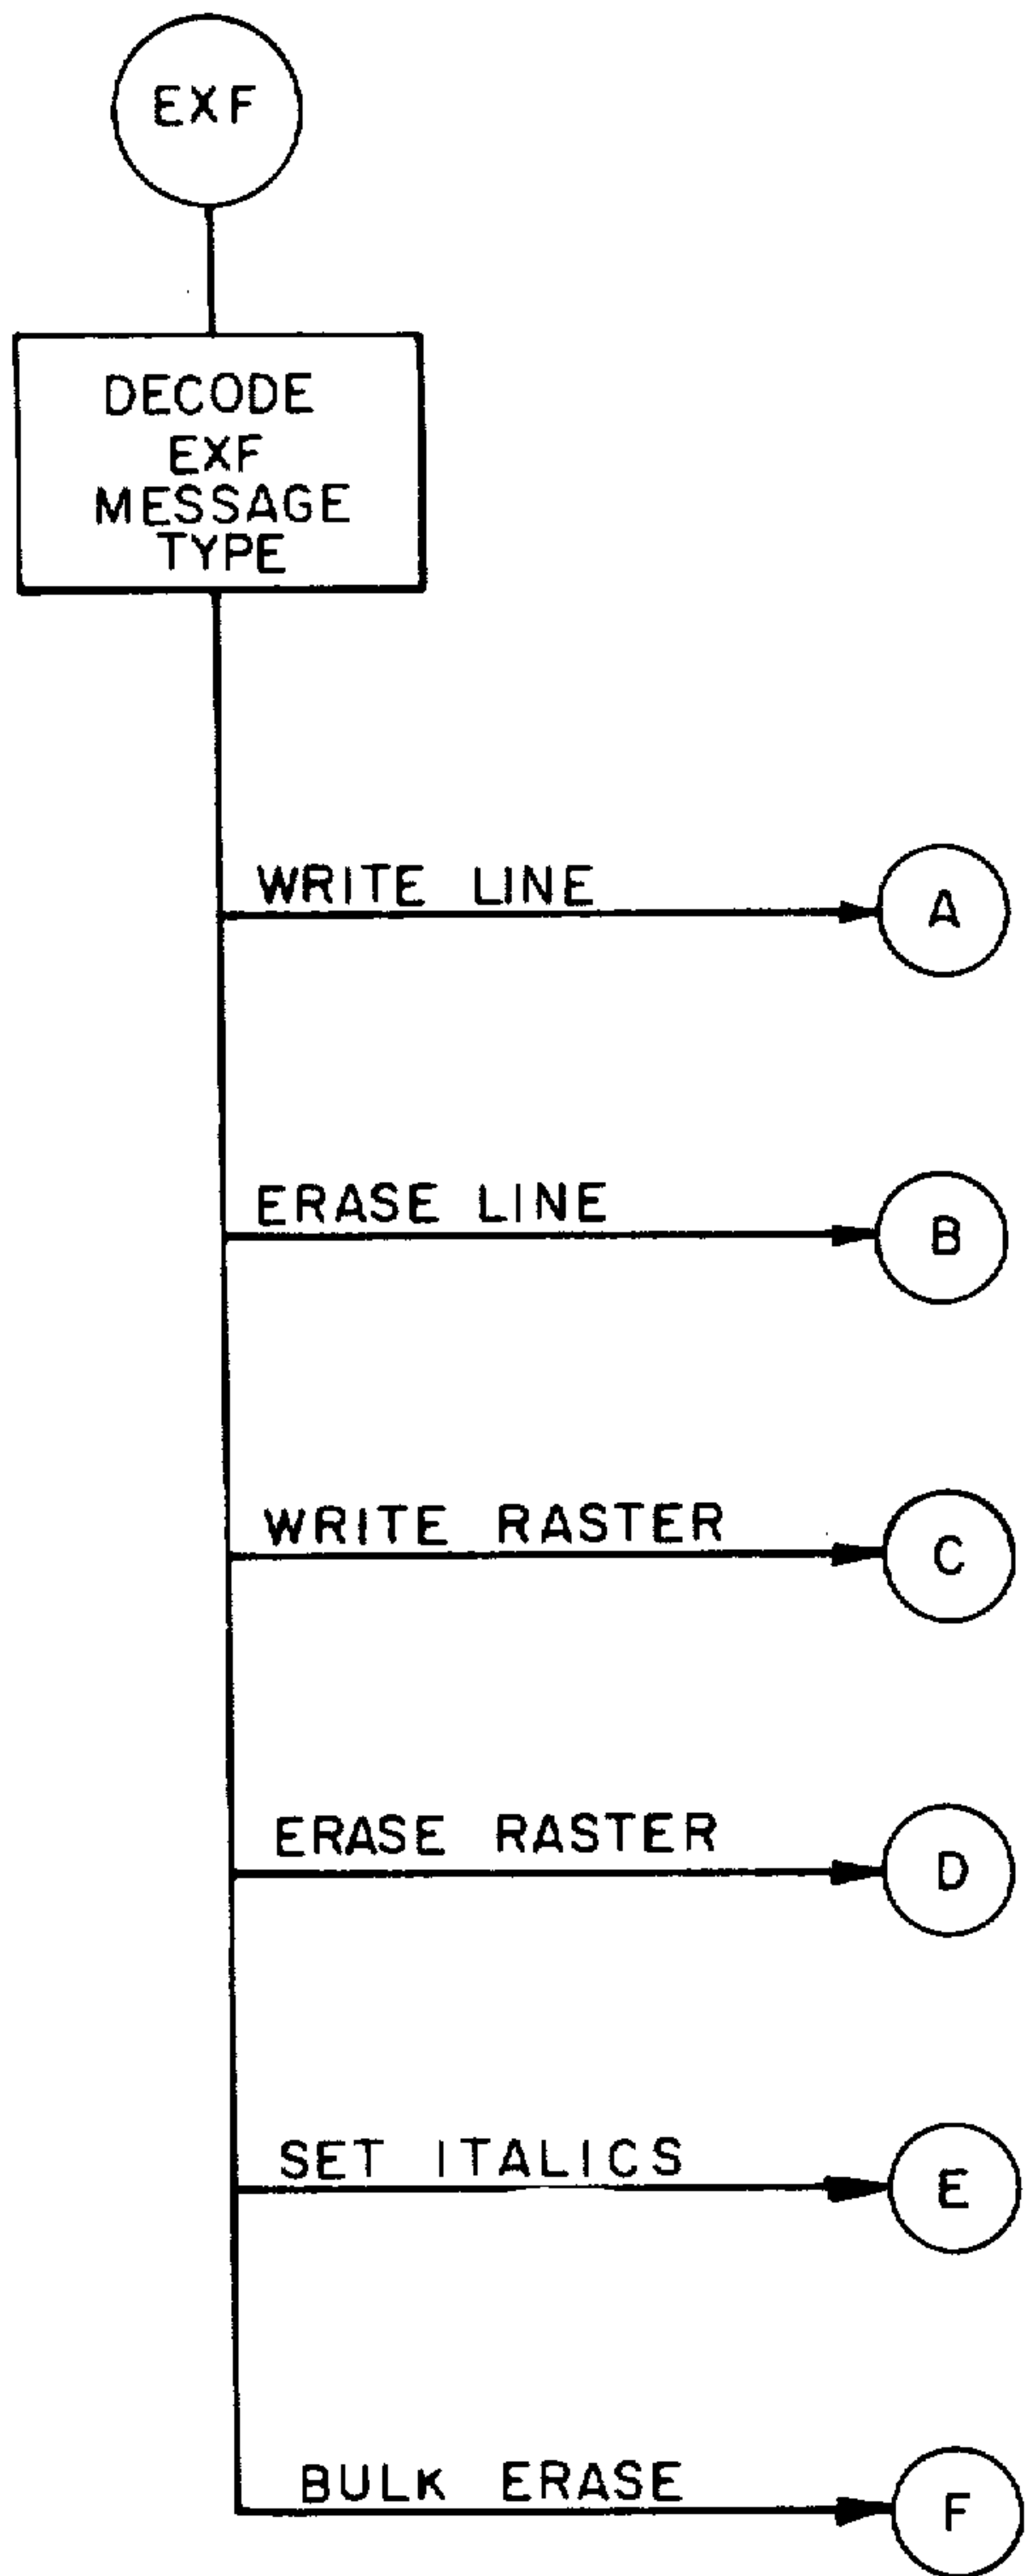 EXF
DECODE
EXF
MESSAGE
TYPE
WRITE LINE
A
ERASE LINE
B
WRITE RASTER
C
ERASE RASTER
D
SET ITALICS
E
BULK ERASE
F